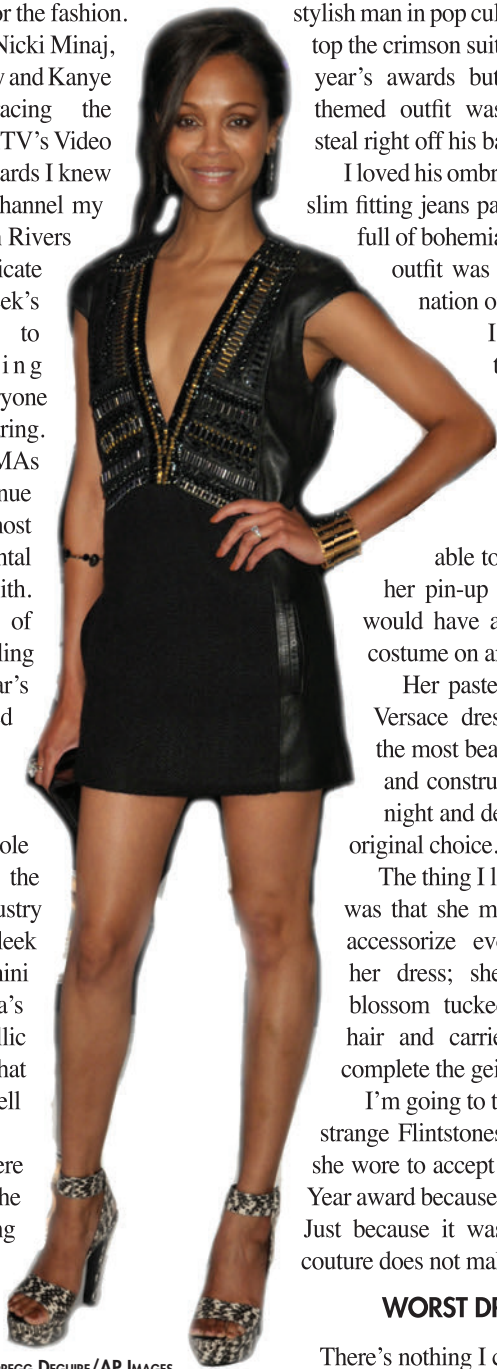 or the fashion.
Nicki Minaj,
y and Kanye
acing the
TV's Video
ards I knew
hannel my
n Rivers
icate
ek's
to
ing
ryone
ring.
MAs
nue
most
ntal
ith.
of
ling
ar's
d
ole
the
ustry
leek
nini
a's
llic
hat
ell
ere
he
ng
REGG DEGUIRE/AP IMAGES
stylish man in pop cul
top the crimson suit
year's awards but
themed outfit was
steal right off his ba
I loved his ombr
slim fitting jeans pa
full of bohemia
outfit was
nation o
I
t
able to
her pin-up
would have a
costume on a
Her paste
Versace dres
the most bea
and constru
night and de
original choice.
The thing I l
was that she m
accessorize eve
her dress; she
blossom tucke
hair and carrie
complete the gei
I'm going to t
strange Flintstones
she wore to accept
Year award because
Just because it was
couture does not mal
WORST DR
There's nothing I c